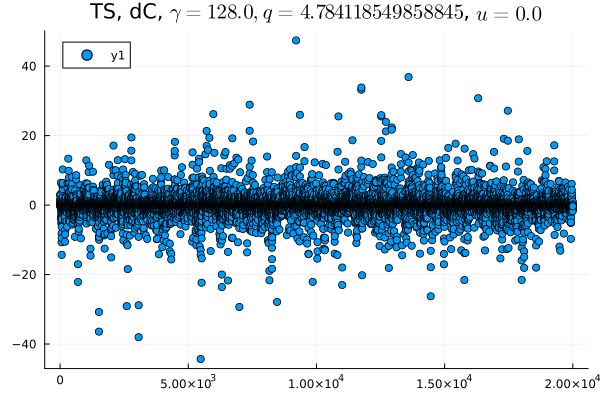 TS, dC, γ = 128.0, q = 4.784118549858845, u = 0.0
y1
40
20
0
−20
−40
0 5.00×10³ 1.00×10⁴ 1.50×10⁴ 2.00×10⁴